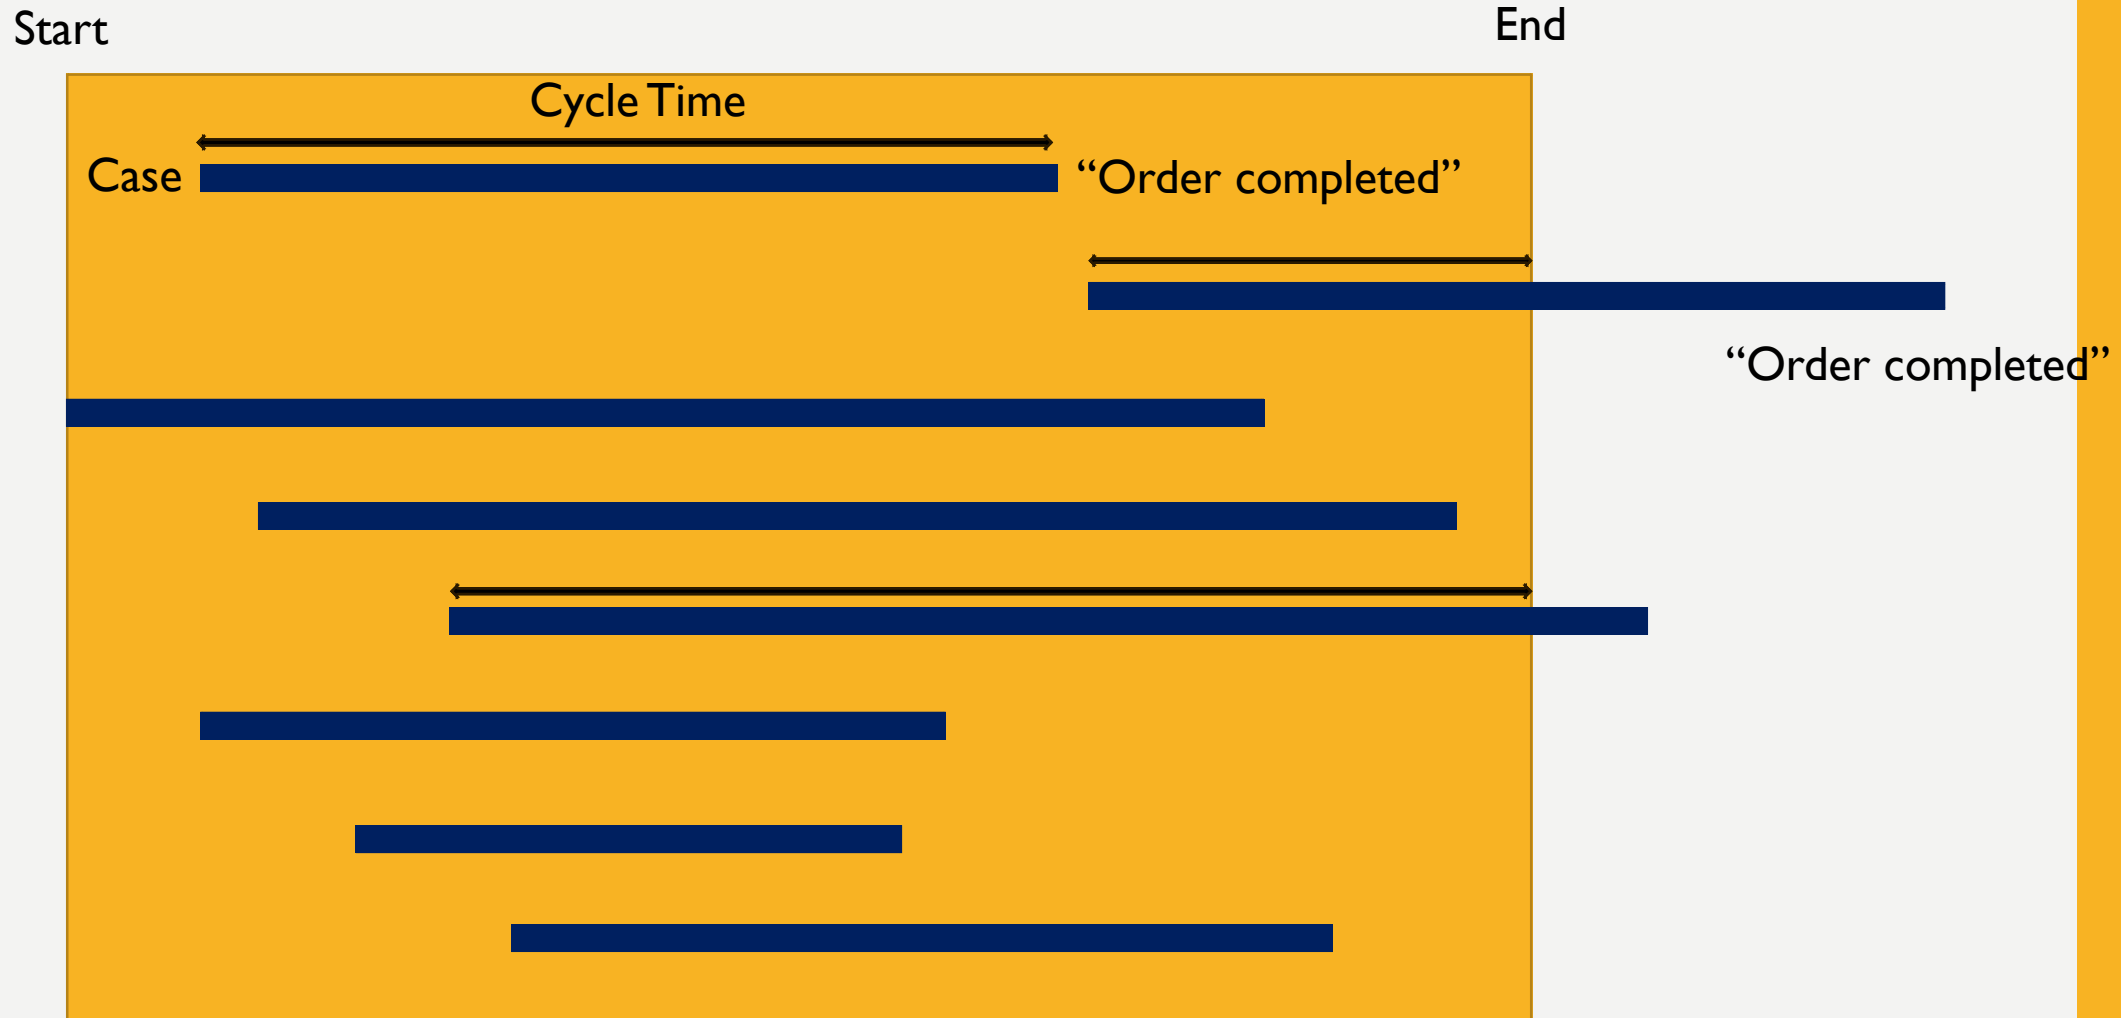 Start
End
Cycle Time
Case
“Order completed”
“Order completed”